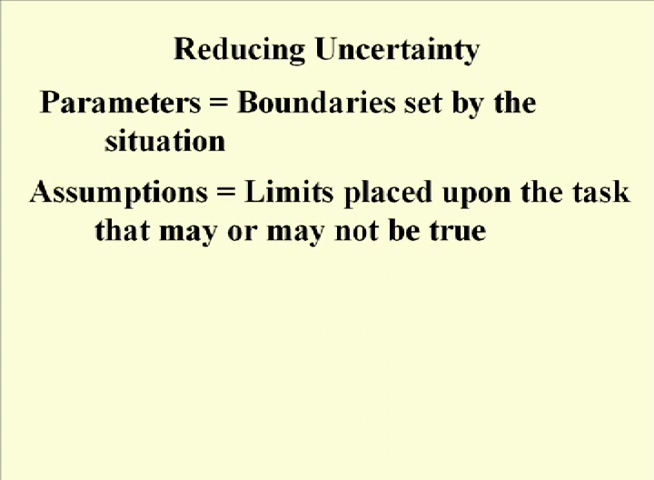 Reducing Uncertainty
Parameters = Boundaries set by the
situation
Assumptions = Limits placed upon the task
that may or may not be true